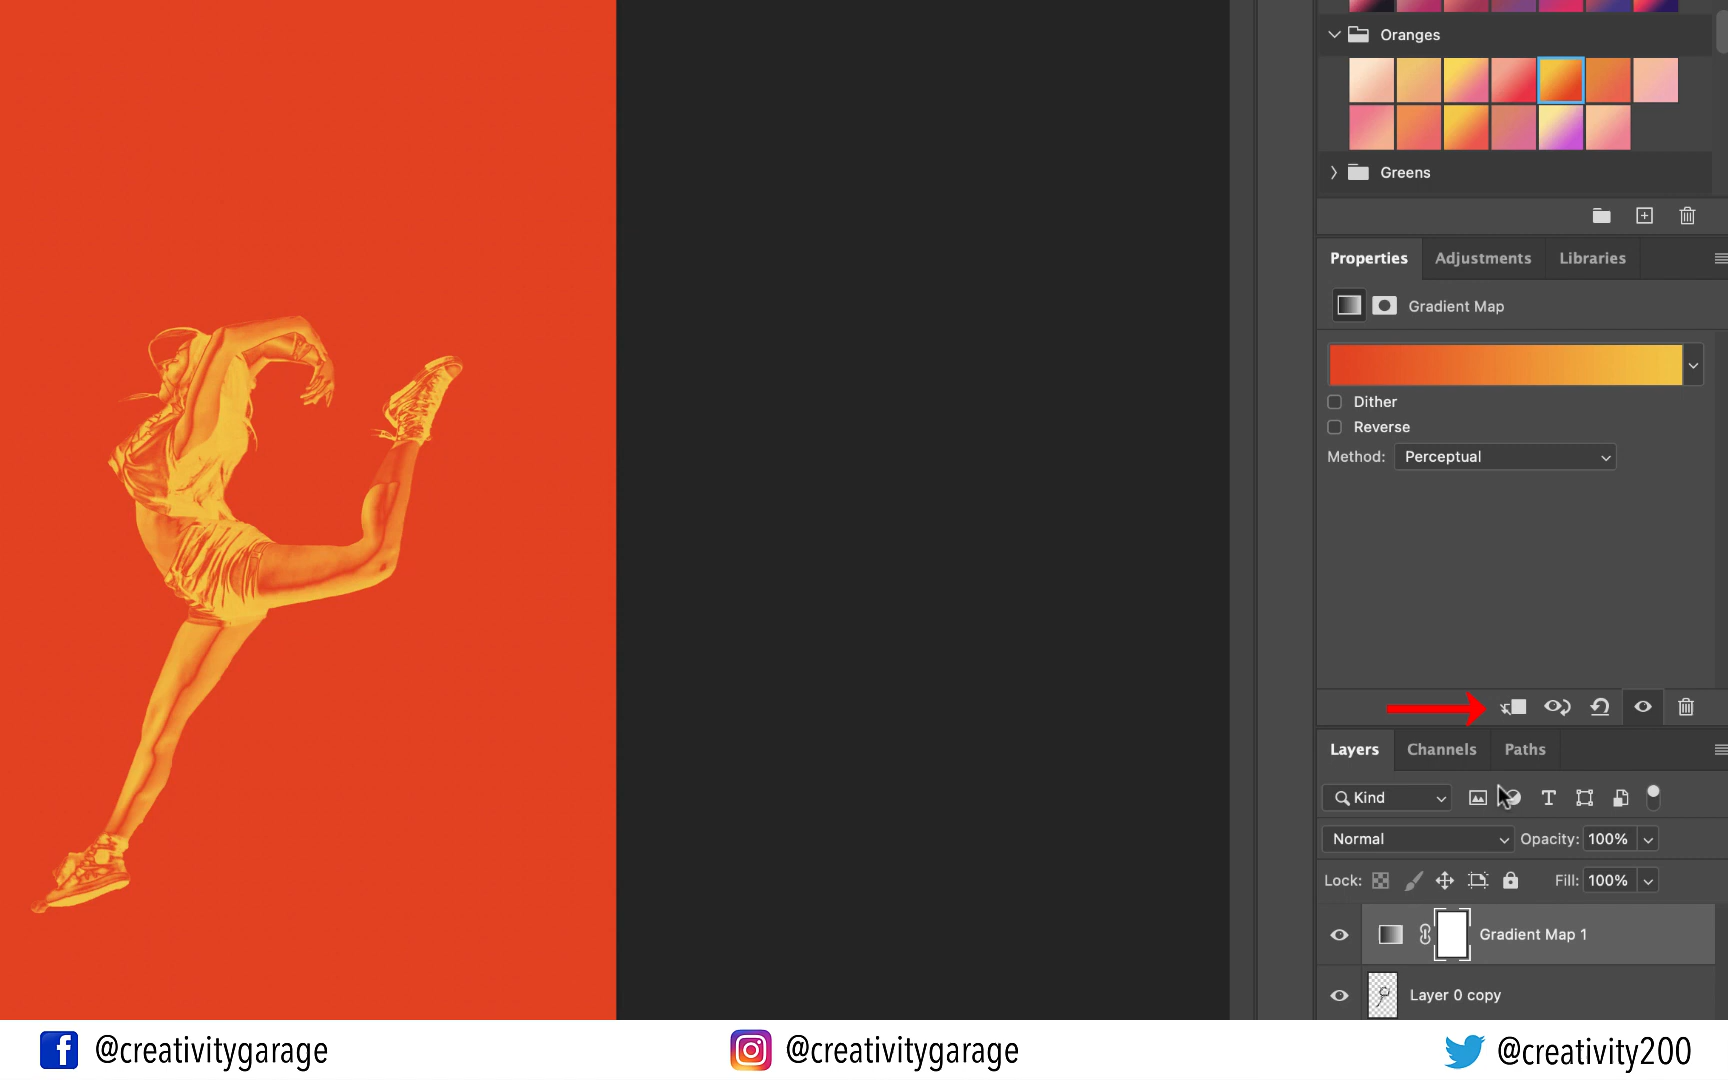 Oranges
Greens
Properties Adjustments Libraries
Gradient Map
Dither
Reverse
Method: Perceptual
Layers Channels Paths
Kind
Normal Opacity: 100%
Lock: Fill: 100%
Gradient Map 1
Layer 0 copy
@creativitygarage @creativitygarage @creativity200